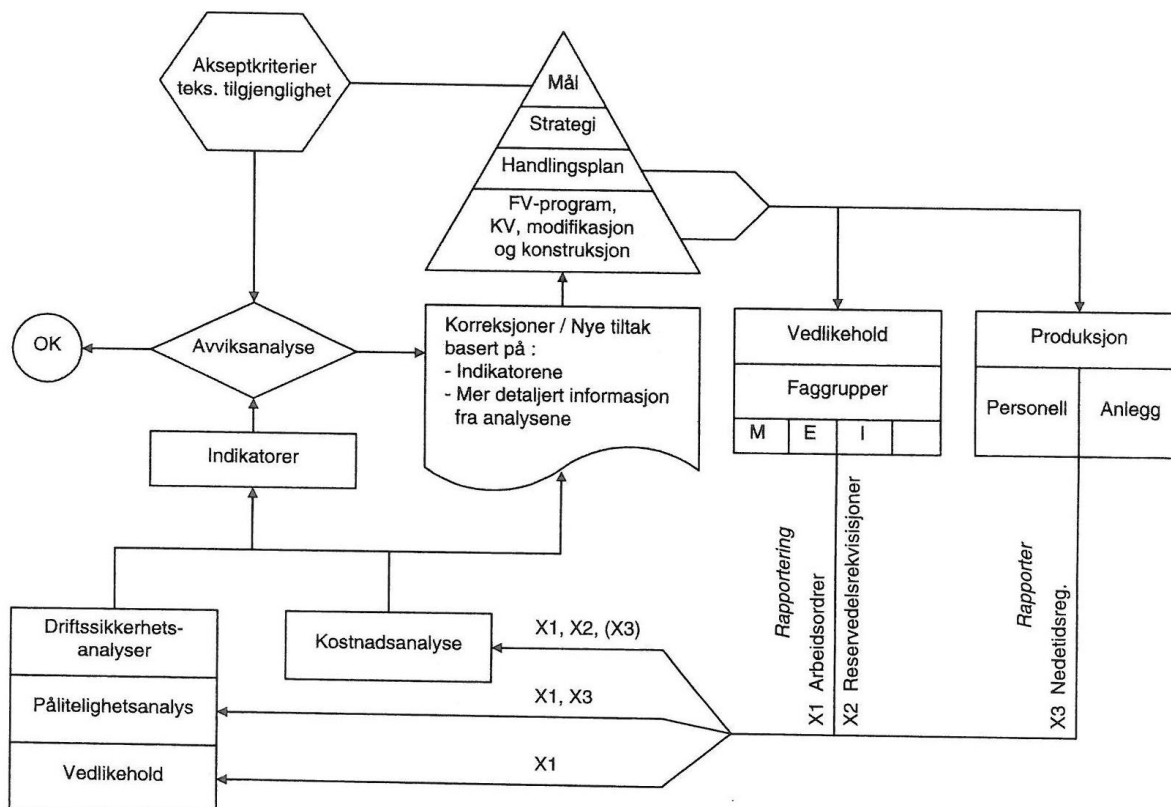 Akseptkriterier
teks. tilgjenglighet
Mål
Strategi
Handlingsplan
FV-program,
KV, modifikasjon
og konstruksjon
OK
Avviksanalyse
Korreksjoner / Nye tiltak
basert på :
- Indikatorene
- Mer detaljert informasjon
fra analysene
Vedlikehold
Faggrupper
M E I
Produksjon
Personell
Anlegg
Indikatorer
Rapportering
X1 Arbeidsordrer
X2 Reservedelsrekvisisjoner
Rapporter
X3 Nedetidsreg.
Driftssikkerhets-
analyser
Pålitelighetsanalys
Vedlikehold
Kostnadsanalyse
X1, X2, (X3)
X1, X3
X1